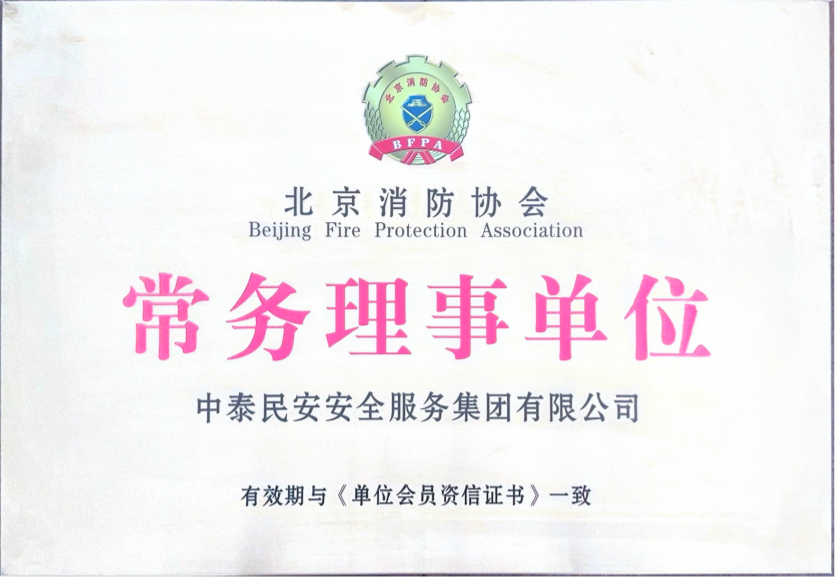 北京消防协会
BFPA
北京消防协会
Beijing Fire Protection Association
常务理事单位
中泰民安安全服务集团有限公司
有效期与《单位会员资信证书》一致